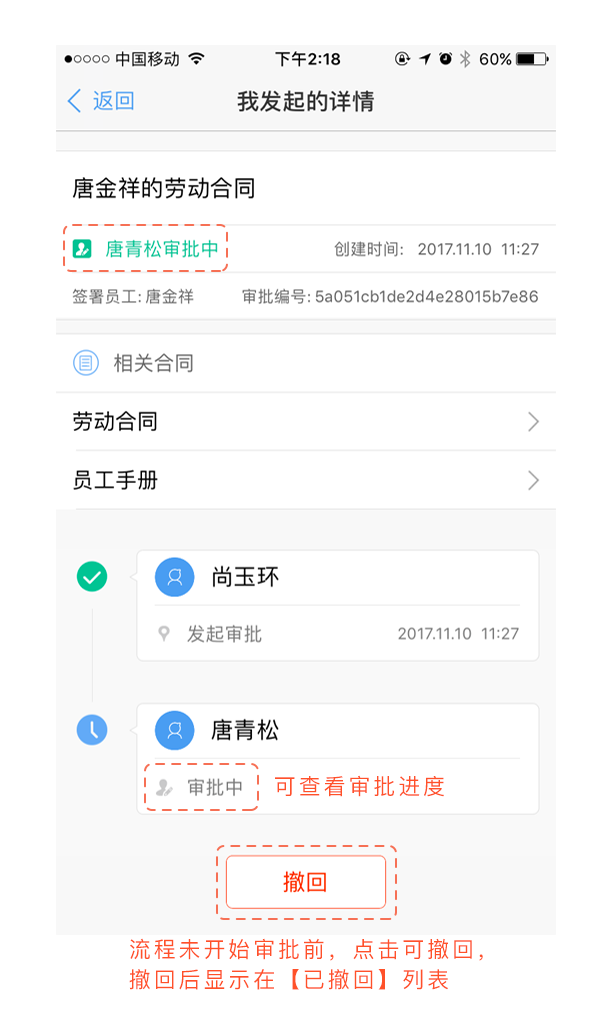 中国移动 下午2:18 60%
返回 我发起的详情
唐金祥的劳动合同
唐青松审批中 创建时间: 2017.11.10 11:27
签署员工: 唐金祥 审批编号: 5a051cb1de2d4e28015b7e86
相关合同
劳动合同
员工手册
尚玉环
发起审批 2017.11.10 11:27
唐青松
审批中 可查看审批进度
撤回
流程未开始审批前，点击可撤回，
撤回后显示在【已撤回】列表